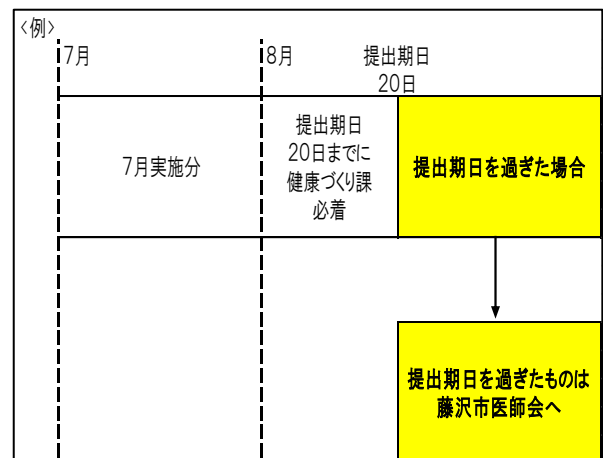 〈例〉
7月
8月
提出期日
20日
7月実施分
提出期日
20日までに
健康づくり課
必着
提出期日を過ぎた場合
提出期日を過ぎたものは
藤沢市医師会へ